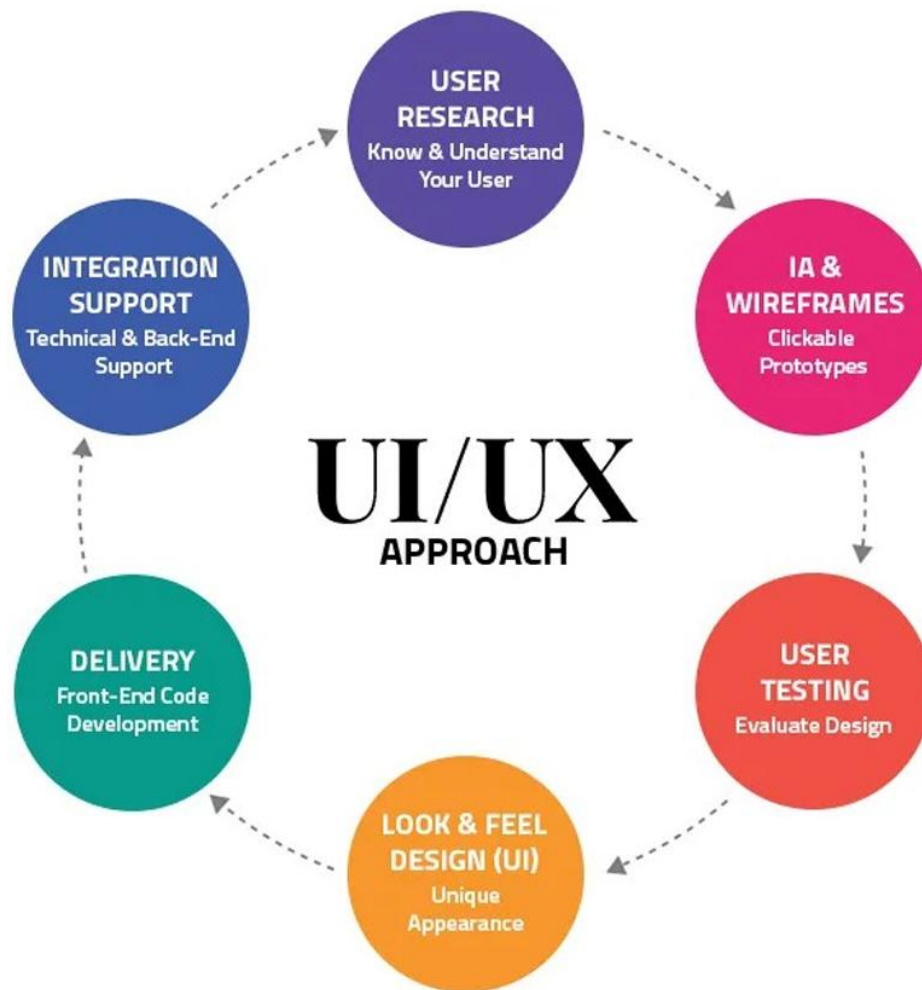 USER
RESEARCH
Know & Understand
Your User
IA &
WIREFRAMES
Clickable
Prototypes
USER
TESTING
Evaluate Design
LOOK & FEEL
DESIGN (UI)
Unique
Appearance
DELIVERY
Front-End Code
Development
INTEGRATION
SUPPORT
Technical & Back-End
Support
UI/UX
APPROACH